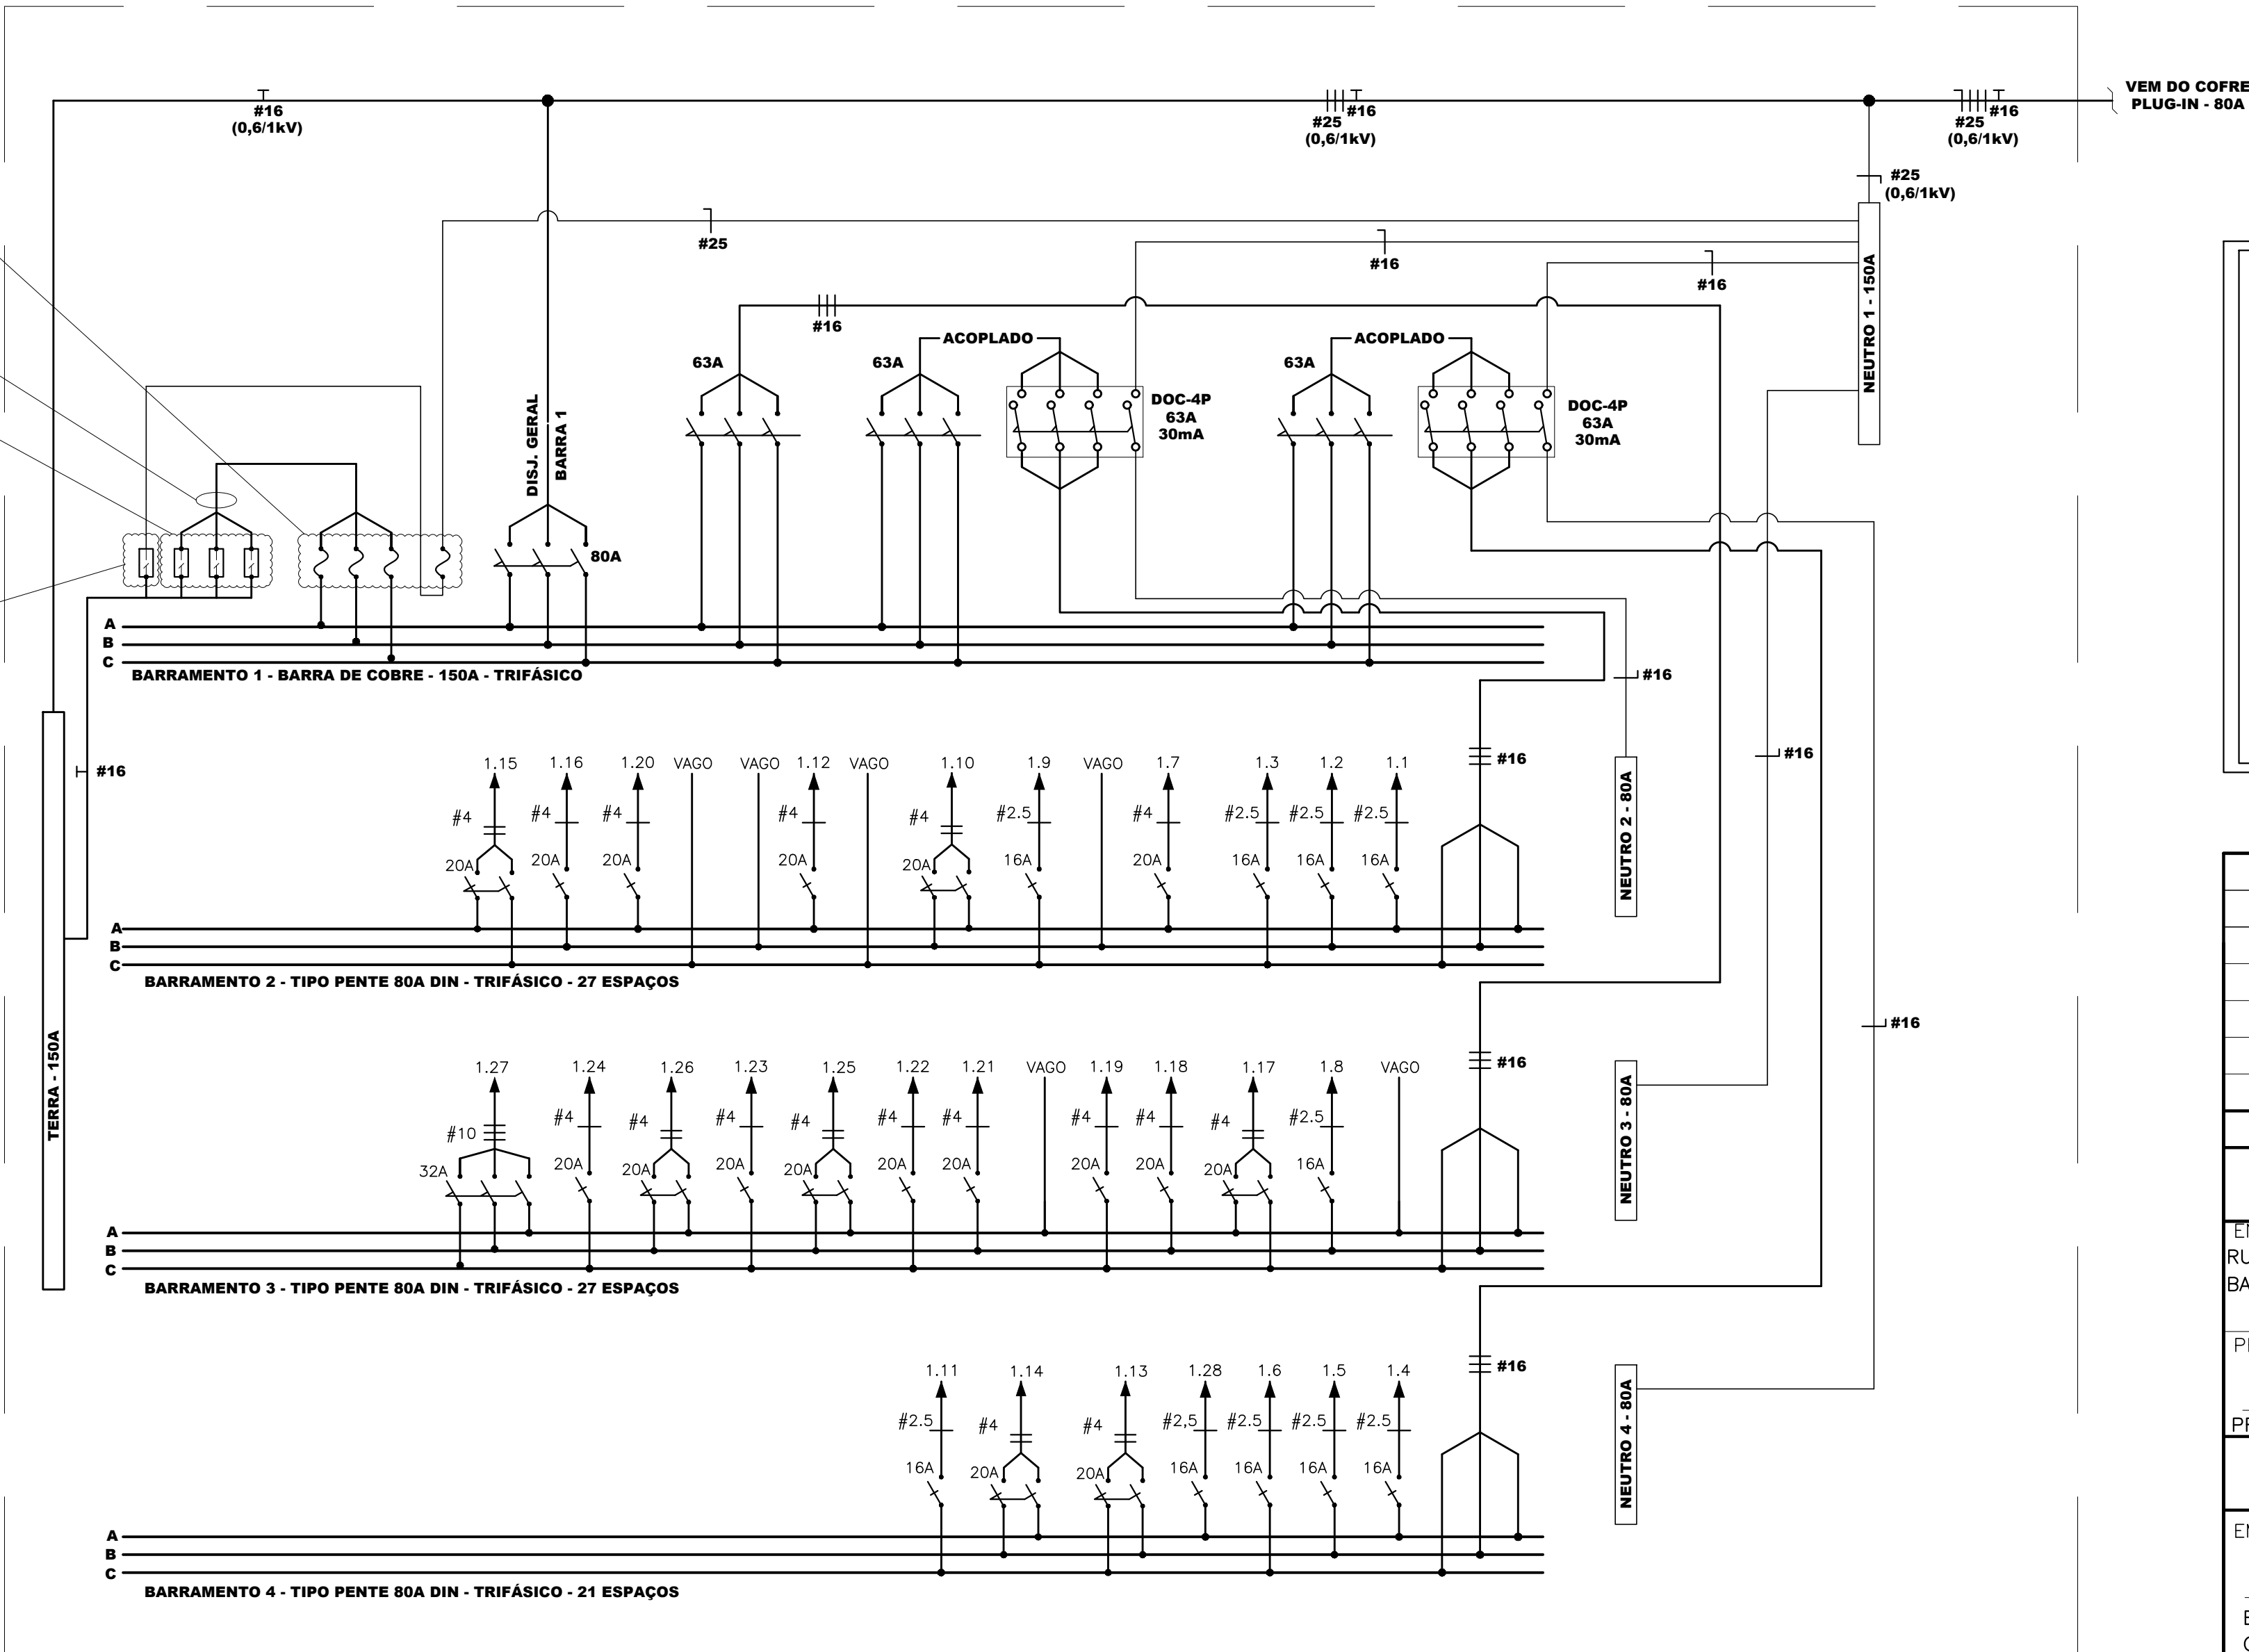 VEM DO COFRE
PLUG-IN - 80A
#16
(0,6/1kV)
#16
#25
(0,6/1kV)
#16
#25
(0,6/1kV)
#25
(0,6/1kV)
#25
#16
#16
NEUTRO 1 - 150A
#16
ACOPLADO
ACOPLADO
63A
63A
63A
DISJ. GERAL
BARRA 1
DOC-4P
63A
30mA
DOC-4P
63A
30mA
80A
A
B
C
BARRAMENTO 1 - BARRA DE COBRE - 150A - TRIFÁSICO
#16
#16
#16
#16
TERRA - 150A
1.15 1.16 1.20 VAGO VAGO 1.12 VAGO 1.10 1.9 VAGO 1.7 1.3 1.2 1.1
#4 #4 #4 #4 #4 #2.5 #4 #2.5 #2.5 #2.5
20A 20A 20A 20A 20A 16A 20A 16A 16A 16A
NEUTRO 2 - 80A
A
B
C
BARRAMENTO 2 - TIPO PENTE 80A DIN - TRIFÁSICO - 27 ESPAÇOS
#16
#16
1.27 1.24 1.26 1.23 1.25 1.22 1.21 VAGO 1.19 1.18 1.17 1.8 VAGO
#10 #4 #4 #4 #4 #4 #4 #4 #4 #4 #2.5
32A 20A 20A 20A 20A 20A 20A 20A 20A 20A 16A
NEUTRO 3 - 80A
A
B
C
BARRAMENTO 3 - TIPO PENTE 80A DIN - TRIFÁSICO - 27 ESPAÇOS
#16
1.11 1.14 1.13 1.28 1.6 1.5 1.4
#2.5 #4 #4 #2,5 #2.5 #2.5 #2.5
16A 20A 20A 16A 16A 16A 16A
NEUTRO 4 - 80A
A
B
C
BARRAMENTO 4 - TIPO PENTE 80A DIN - TRIFÁSICO - 21 ESPAÇOS